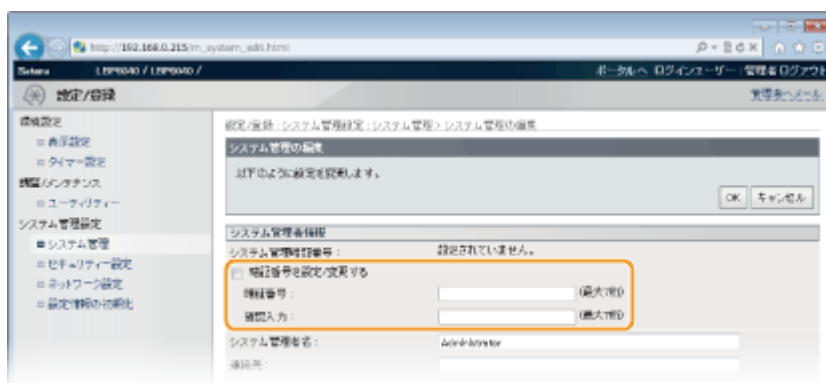 http://192.168.0.215/m_system_edit.html
Satera LBP6040 / LBP6040 / ポータルへ ログインユーザー: 管理者 ログアウト
設定/登録 管理者へメール
環境設定
表示設定
タイマー設定
調整/メンテナンス
ユーティリティー
システム管理設定
システム管理
セキュリティー設定
ネットワーク設定
設定情報の初期化
設定/登録 : システム管理設定 : システム管理 > システム管理の編集
システム管理の編集
以下のように設定を変更します。
OK キャンセル
システム管理者情報
システム管理暗証番号 : 設定されていません。
暗証番号を設定/変更する
暗証番号 : (最大7桁)
確認入力 : (最大7桁)
システム管理者名 : Administrator
連絡先 :